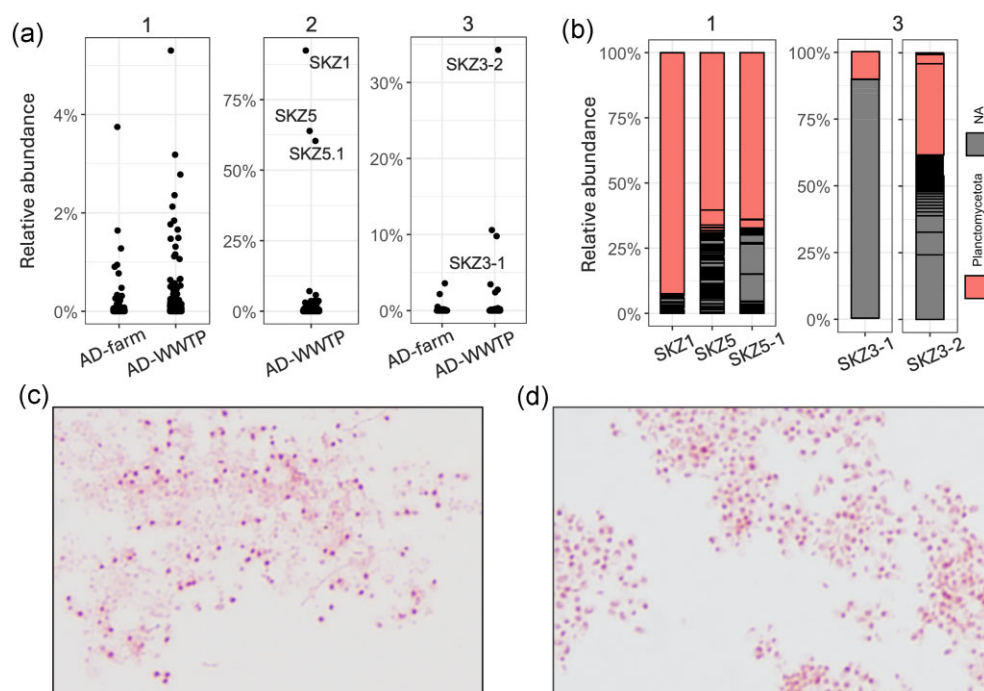 (a)
1
2
3
Relative abundance
4%
2%
0%
AD-farm
AD-WWTP
75%
50%
25%
0%
SKZ1
SKZ5
SKZ5.1
AD-WWTP
30%
20%
10%
0%
SKZ3-2
SKZ3-1
AD-farm
AD-WWTP
(b)
1
3
Relative abundance
100%
75%
50%
25%
0%
SKZ1
SKZ5
SKZ5-1
100%
75%
50%
25%
0%
SKZ3-1
SKZ3-2
NA
Planctomycetota
(c)
(d)